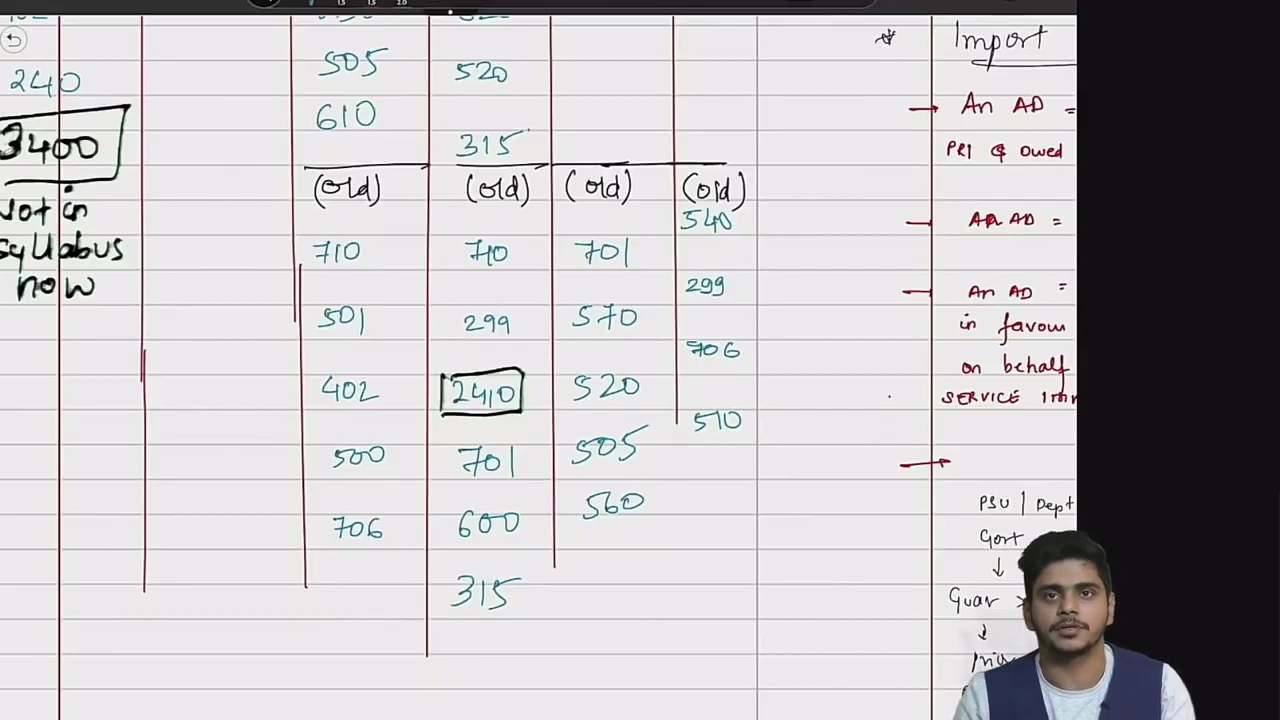 240
3400
Not in
syllabus
now
505 520
610
315
(old) (old) (old) (old)
540
710 710 701
299
501 299 570
706
402 2410 520
510
500 701 505
560
706 600
315
Import
→ An AD =
PRI & owed
→ An AD =
→ An AD =
in favour
on behalf
SERVICE
→
PSU / Dept
Gort
↓
Guar >
↓